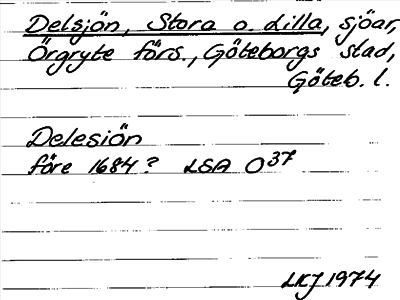 Delsjön, Stora o. Lilla, sjöar,
Örgryte förs., Göteborgs stad,
Göteb. l.
Delesiön
före 1684? LSA O37
LKJ 1974